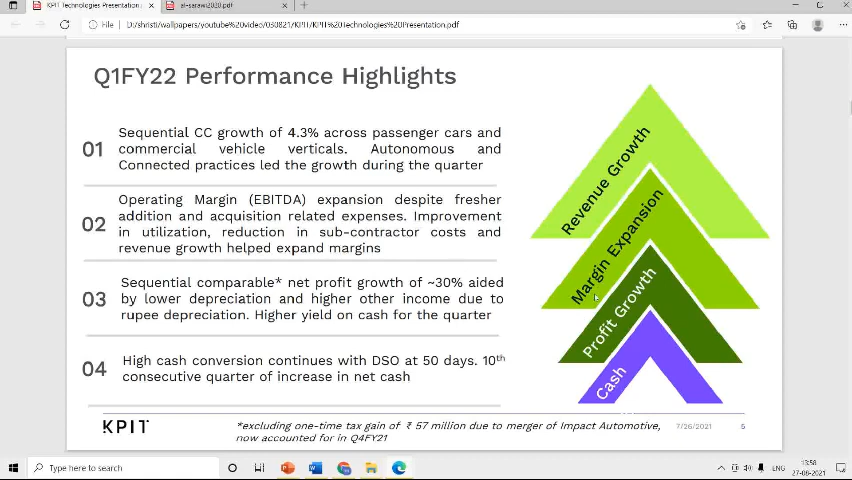 KPIT Technologies Presentation
al-sarawi2020.pdf
File
D:/shristi/wallpapers/youtube%20video/030821/KPIT/KPIT%20Technologies%20Presentation.pdf
Q1FY22 Performance Highlights
01
Sequential CC growth of 4.3% across passenger cars and
commercial vehicle verticals. Autonomous and
Connected practices led the growth during the quarter
02
Operating Margin (EBITDA) expansion despite fresher
addition and acquisition related expenses. Improvement
in utilization, reduction in sub-contractor costs and
revenue growth helped expand margins
03
Sequential comparable* net profit growth of ~30% aided
by lower depreciation and higher other income due to
rupee depreciation. Higher yield on cash for the quarter
04
High cash conversion continues with DSO at 50 days. 10th
consecutive quarter of increase in net cash
Revenue Growth
Margin Expansion
Profit Growth
Cash
KPIT
*excluding one-time tax gain of ₹ 57 million due to merger of Impact Automotive,
now accounted for in Q4FY21
7/26/2021
Type here to search
ENG
13:58
27-08-2021